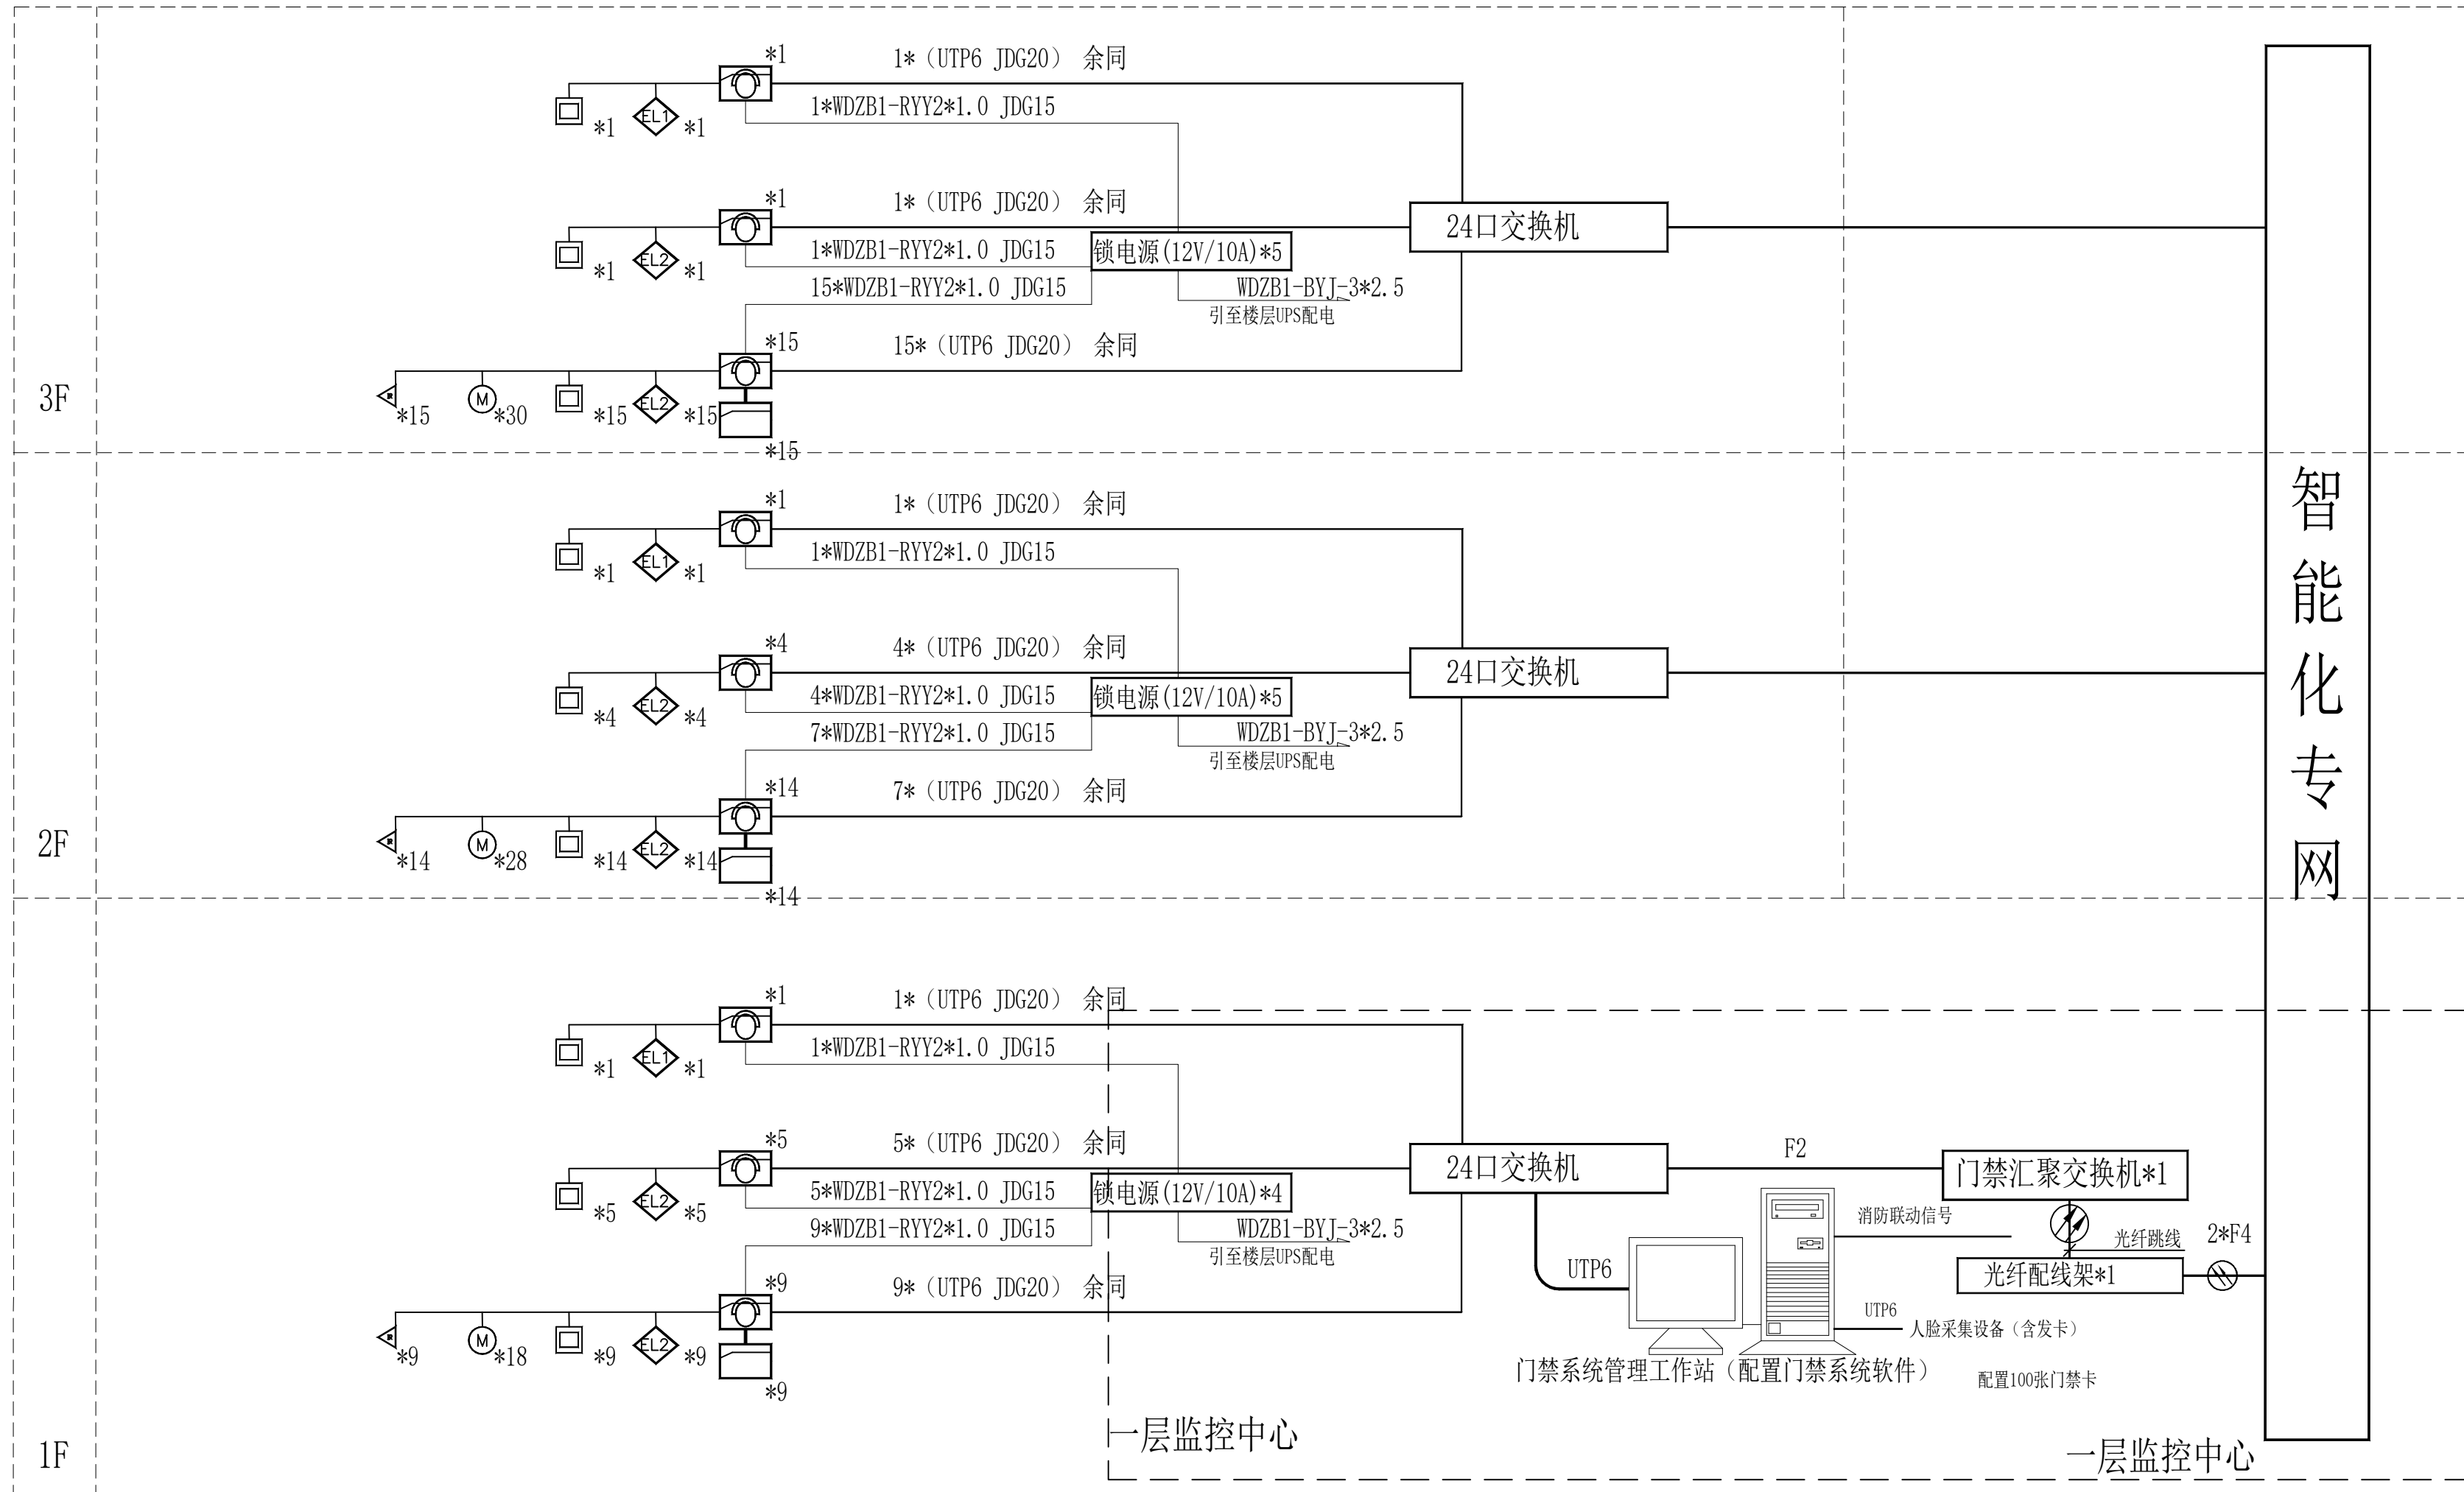 *1
1*（UTP6 JDG20） 余同
1*WDZB1-RYY2*1.0 JDG15
*1
EL1
*1
*1
1*（UTP6 JDG20） 余同
24口交换机
1*WDZB1-RYY2*1.0 JDG15
锁电源(12V/10A)*5
*1
EL2
*1
15*WDZB1-RYY2*1.0 JDG15
WDZB1-BYJ-3*2.5
引至楼层UPS配电
*15
15*（UTP6 JDG20） 余同
3F
*15
M
*30
*15
EL2
*15
*15
*1
1*（UTP6 JDG20） 余同
1*WDZB1-RYY2*1.0 JDG15
*1
EL1
*1
*4
4*（UTP6 JDG20） 余同
24口交换机
4*WDZB1-RYY2*1.0 JDG15
锁电源(12V/10A)*5
*4
EL2
*4
7*WDZB1-RYY2*1.0 JDG15
WDZB1-BYJ-3*2.5
引至楼层UPS配电
*14
7*（UTP6 JDG20） 余同
2F
*14
M
*28
*14
EL2
*14
*14
智能化专网
*1
1*（UTP6 JDG20） 余同
1*WDZB1-RYY2*1.0 JDG15
*1
EL1
*1
*5
5*（UTP6 JDG20） 余同
24口交换机
F2
门禁汇聚交换机*1
5*WDZB1-RYY2*1.0 JDG15
锁电源(12V/10A)*4
*5
EL2
*5
9*WDZB1-RYY2*1.0 JDG15
WDZB1-BYJ-3*2.5
引至楼层UPS配电
消防联动信号
光纤跳线
2*F4
UTP6
光纤配线架*1
*9
9*（UTP6 JDG20） 余同
UTP6
人脸采集设备（含发卡）
*9
M
*18
*9
EL2
*9
*9
门禁系统管理工作站（配置门禁系统软件）
配置100张门禁卡
一层监控中心
1F
一层监控中心